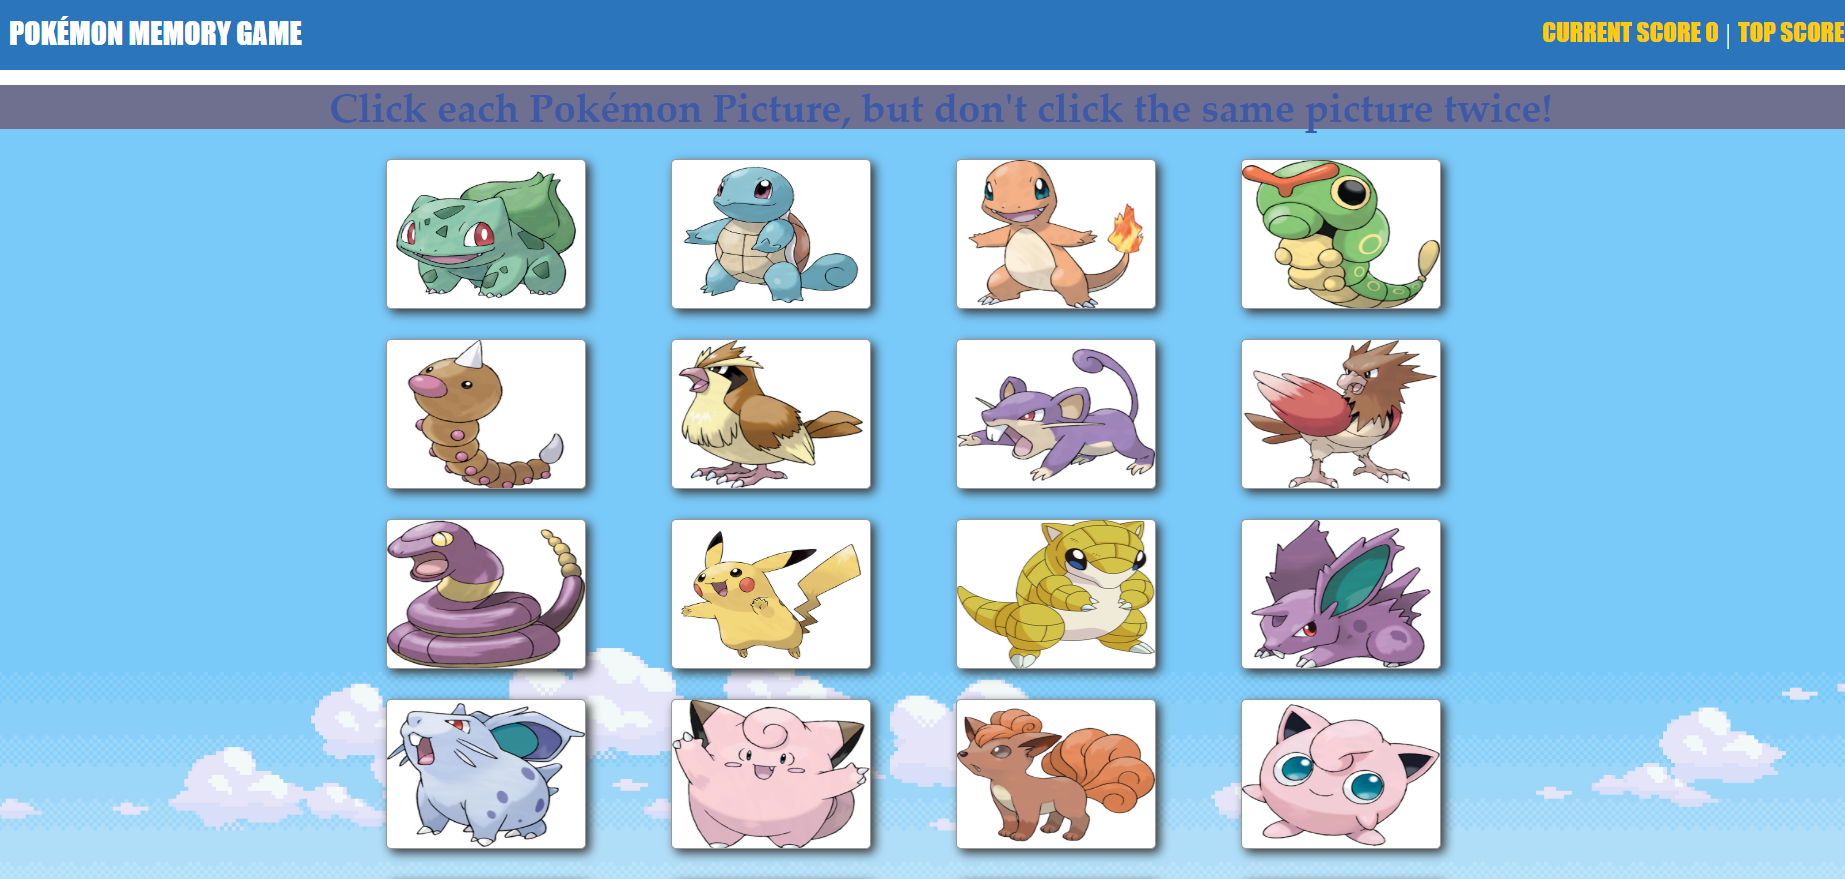 POKÉMON MEMORY GAME
CURRENT SCORE 0 | TOP SCORE
Click each Pokémon Picture, but don't click the same picture twice!